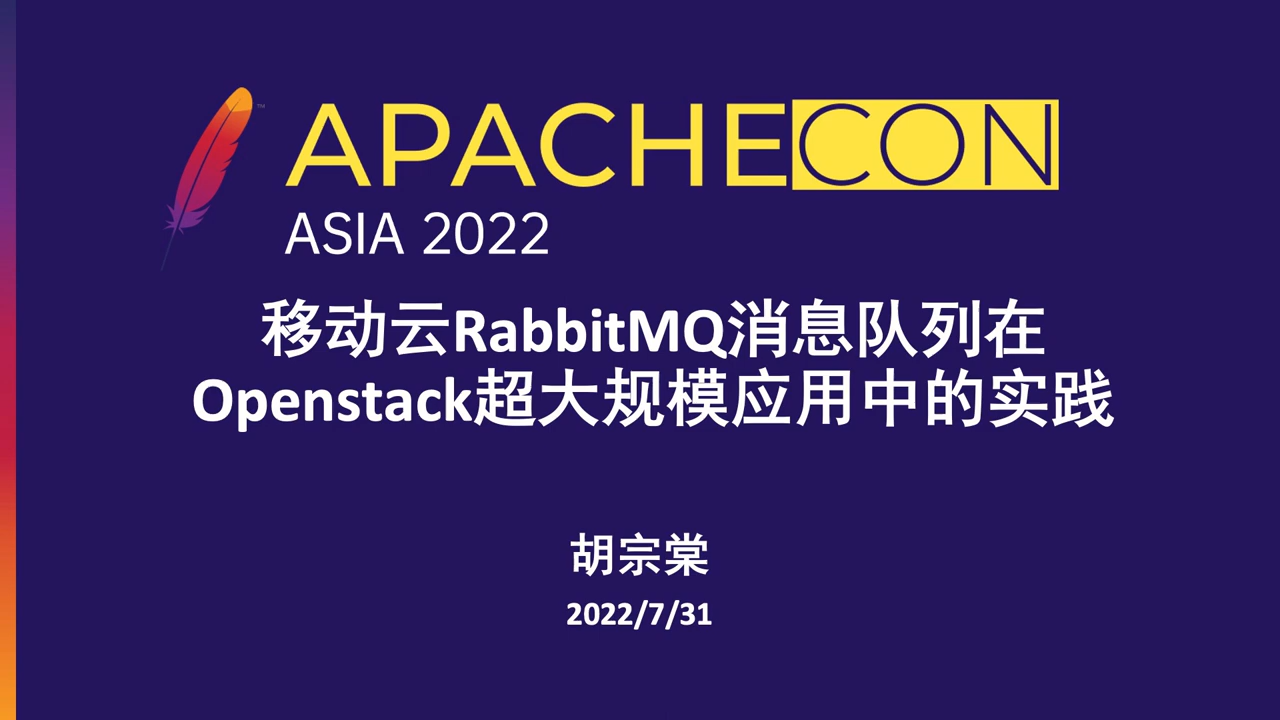 APACHECON
ASIA 2022
移动云RabbitMQ消息队列在
Openstack超大规模应用中的实践
胡宗棠
2022/7/31